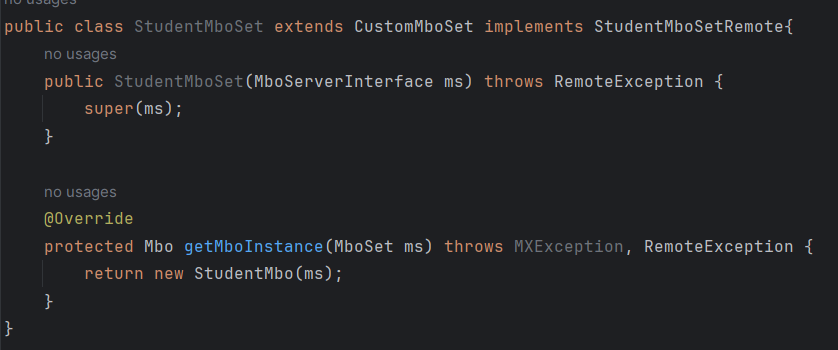 no usages
public class StudentMboSet extends CustomMboSet implements StudentMboSetRemote{
no usages
public StudentMboSet(MboServerInterface ms) throws RemoteException {
super(ms);
}
no usages
@Override
protected Mbo getMboInstance(MboSet ms) throws MXException, RemoteException {
return new StudentMbo(ms);
}
}